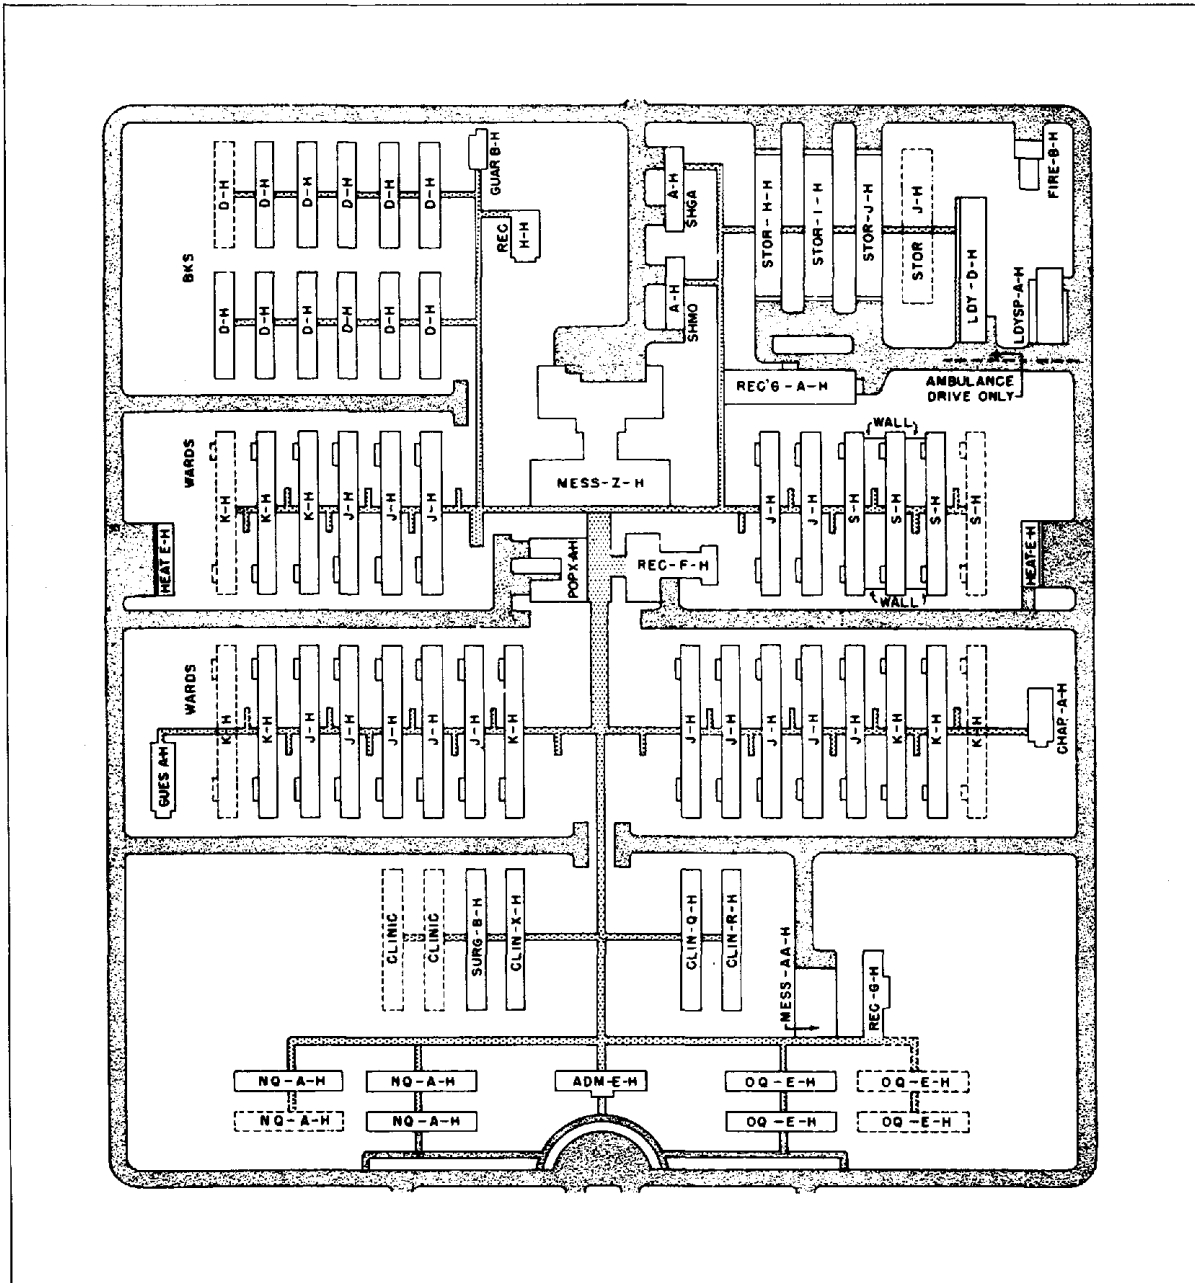 GUAR B-H
FIRE-B-H
D-H
D-H
D-H
D-H
D-H
D-H
A-H
SHGA
STOR-H-H
STOR-I-H
STOR-J-H
STOR J-H
REC
H-H
BKS
LDY-D-H
LDYSP-A-H
D-H
D-H
D-H
D-H
D-H
D-H
A-H
SHMO
REC'G-A-H
AMBULANCE
DRIVE ONLY
WALL
WARDS
MESS-Z-H
K-H
K-H
K-H
J-H
J-H
J-H
J-H
J-H
S-H
S-H
S-H
S-H
HEAT E-H
POPX-A-H
REC-F-H
HEAT-E-H
WALL
WARDS
K-H
K-H
J-H
J-H
J-H
J-H
J-H
K-H
J-H
J-H
J-H
J-H
J-H
K-H
K-H
K-H
CHAP.-A-H
GUES A-H
CLINIC
CLINIC
SURG-B-H
CLIN-X-H
CLIN-Q-H
CLIN-R-H
MESS-AA-H
REC-G-H
NQ-A-H
NQ-A-H
ADM-E-H
OQ-E-H
OQ-E-H
NQ-A-H
NQ-A-H
OQ-E-H
OQ-E-H